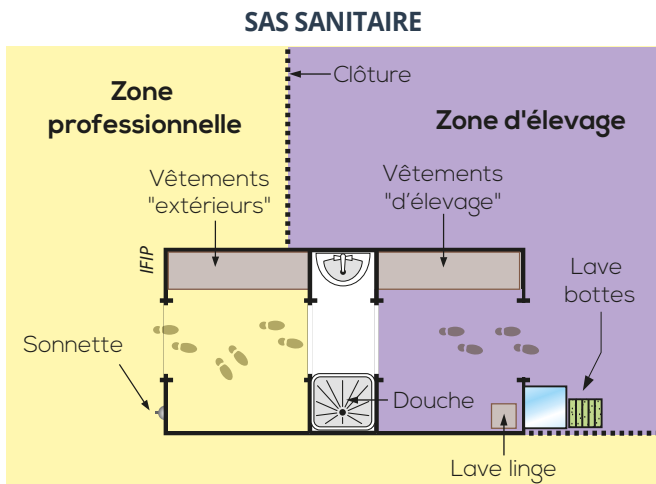 SAS SANITAIRE
Zone
professionnelle
Clôture
Zone d'élevage
Vêtements
"extérieurs"
Vêtements
"d'élevage"
IFIP
Lave
bottes
Sonnette
Douche
Lave linge